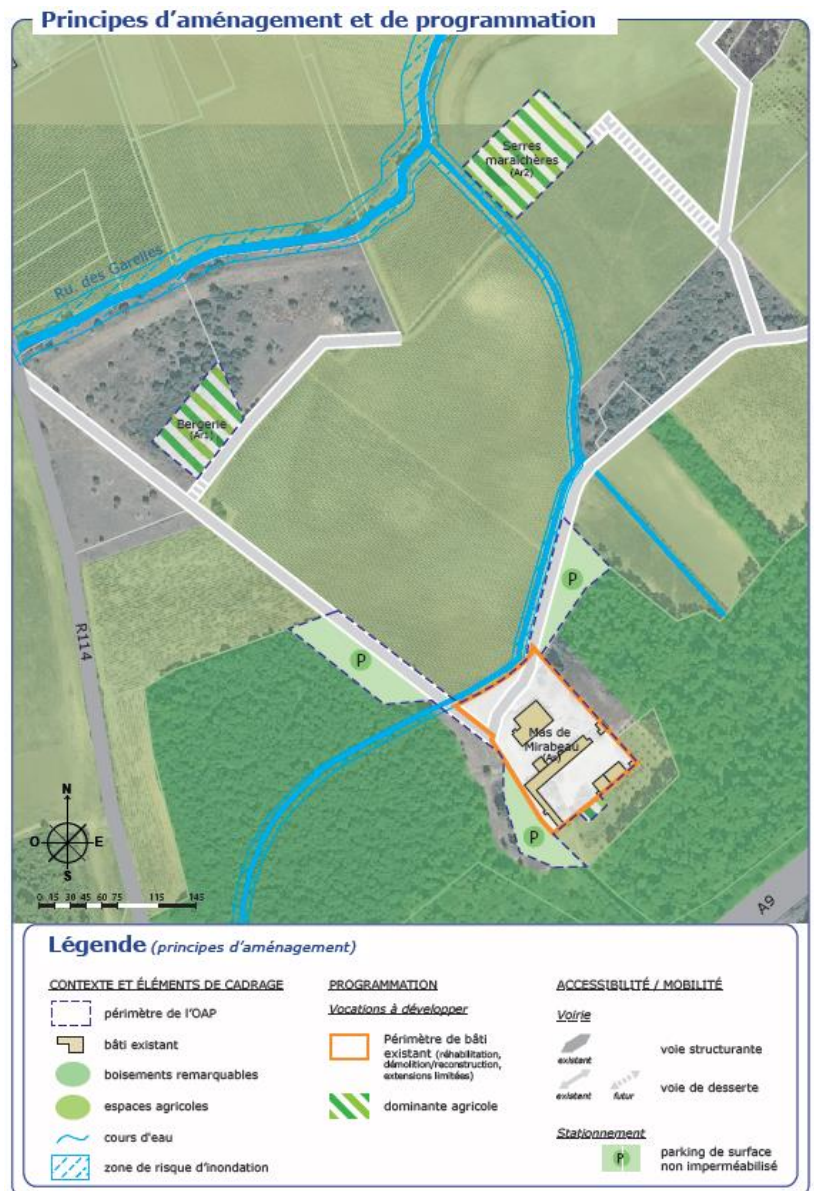 Principes d'aménagement et de programmation
Serres
maraichères
(Ar2)
Ru. des Garelles
Bergerie
(Ar1)
R114
P
P
Mas de
Mirabeau
P
N
O
E
S
0 15 30 45 60 75 115 145
A9
Légende (principes d'aménagement)
CONTEXTE ET ÉLÉMENTS DE CADRAGE
périmètre de l'OAP
bâti existant
boisements remarquables
espaces agricoles
cours d'eau
zone de risque d'inondation
PROGRAMMATION
Vocations à développer
Périmètre de bâti
existant (réhabilitation,
démolition/reconstruction,
extensions limitées)
dominante agricole
ACCESSIBILITÉ / MOBILITÉ
Voirie
existant
voie structurante
existant futur
voie de desserte
Stationnement
P
parking de surface
non imperméabilisé